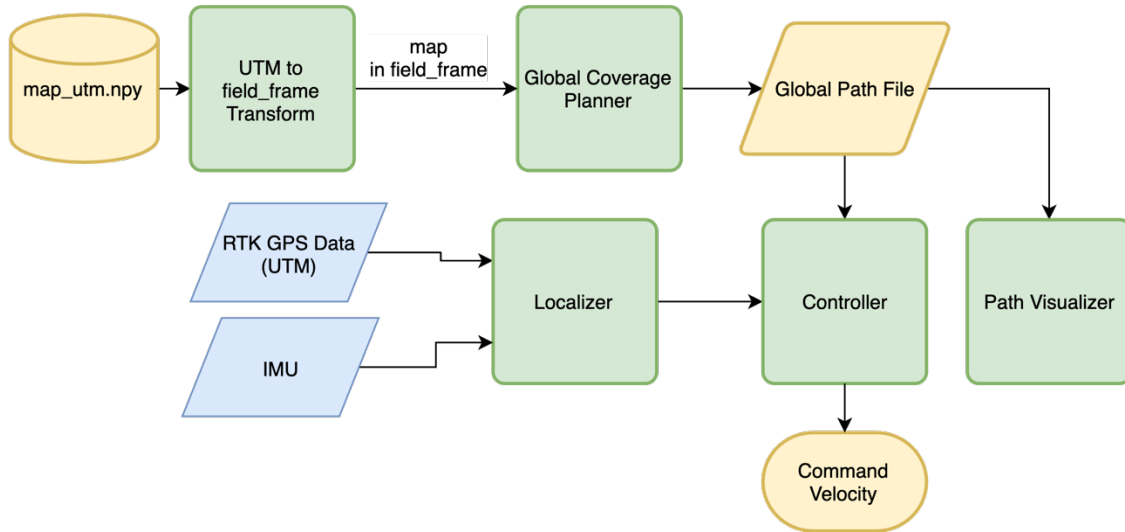 map_utm.npy
UTM to
field_frame
Transform
map
in field_frame
Global Coverage
Planner
Global Path File
RTK GPS Data
(UTM)
IMU
Localizer
Controller
Path Visualizer
Command
Velocity